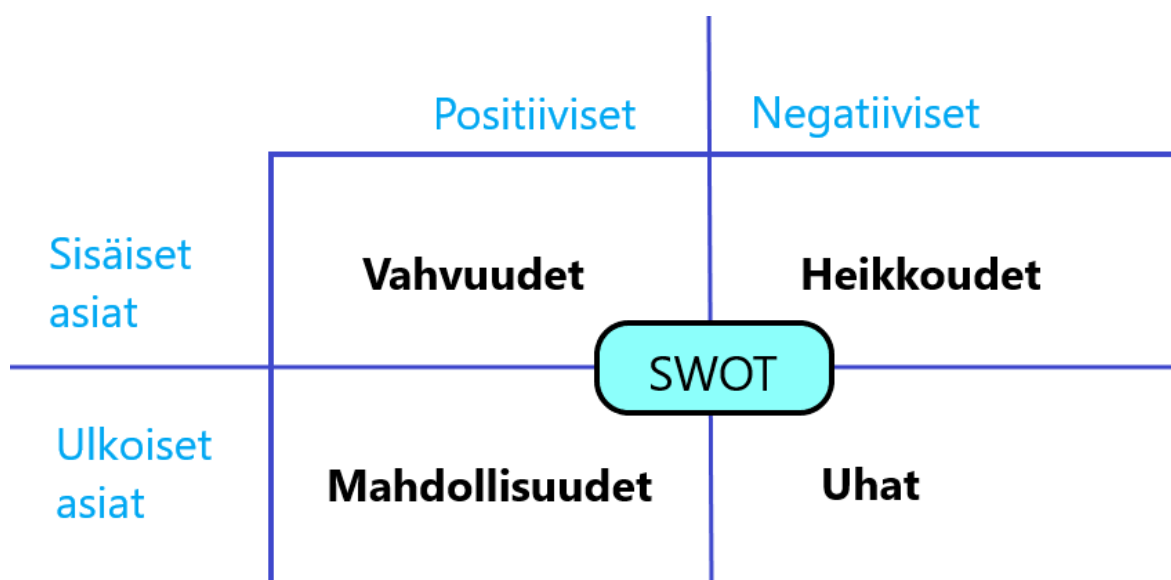 Positiiviset
Negatiiviset
Sisäiset
asiat
Vahvuudet
Heikkoudet
SWOT
Ulkoiset
asiat
Mahdollisuudet
Uhat